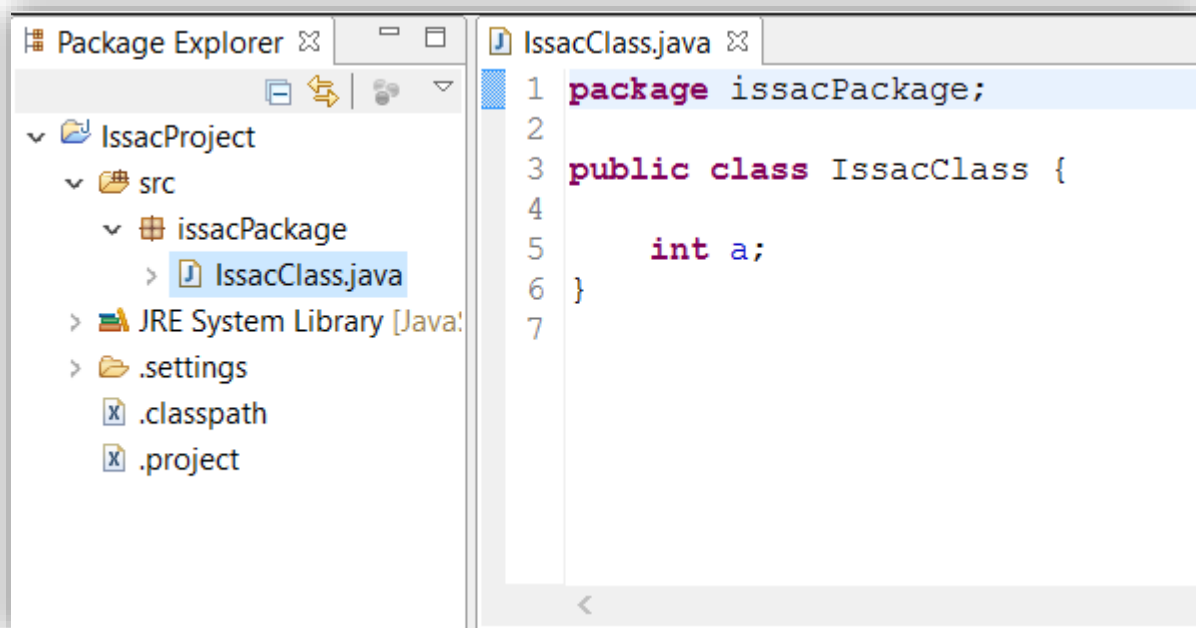 Package Explorer
IssacProject
src
issacPackage
IssacClass.java
JRE System Library [Java
.settings
.classpath
.project
IssacClass.java
1 package issacPackage;
2
3 public class IssacClass {
4
5 int a;
6 }
7